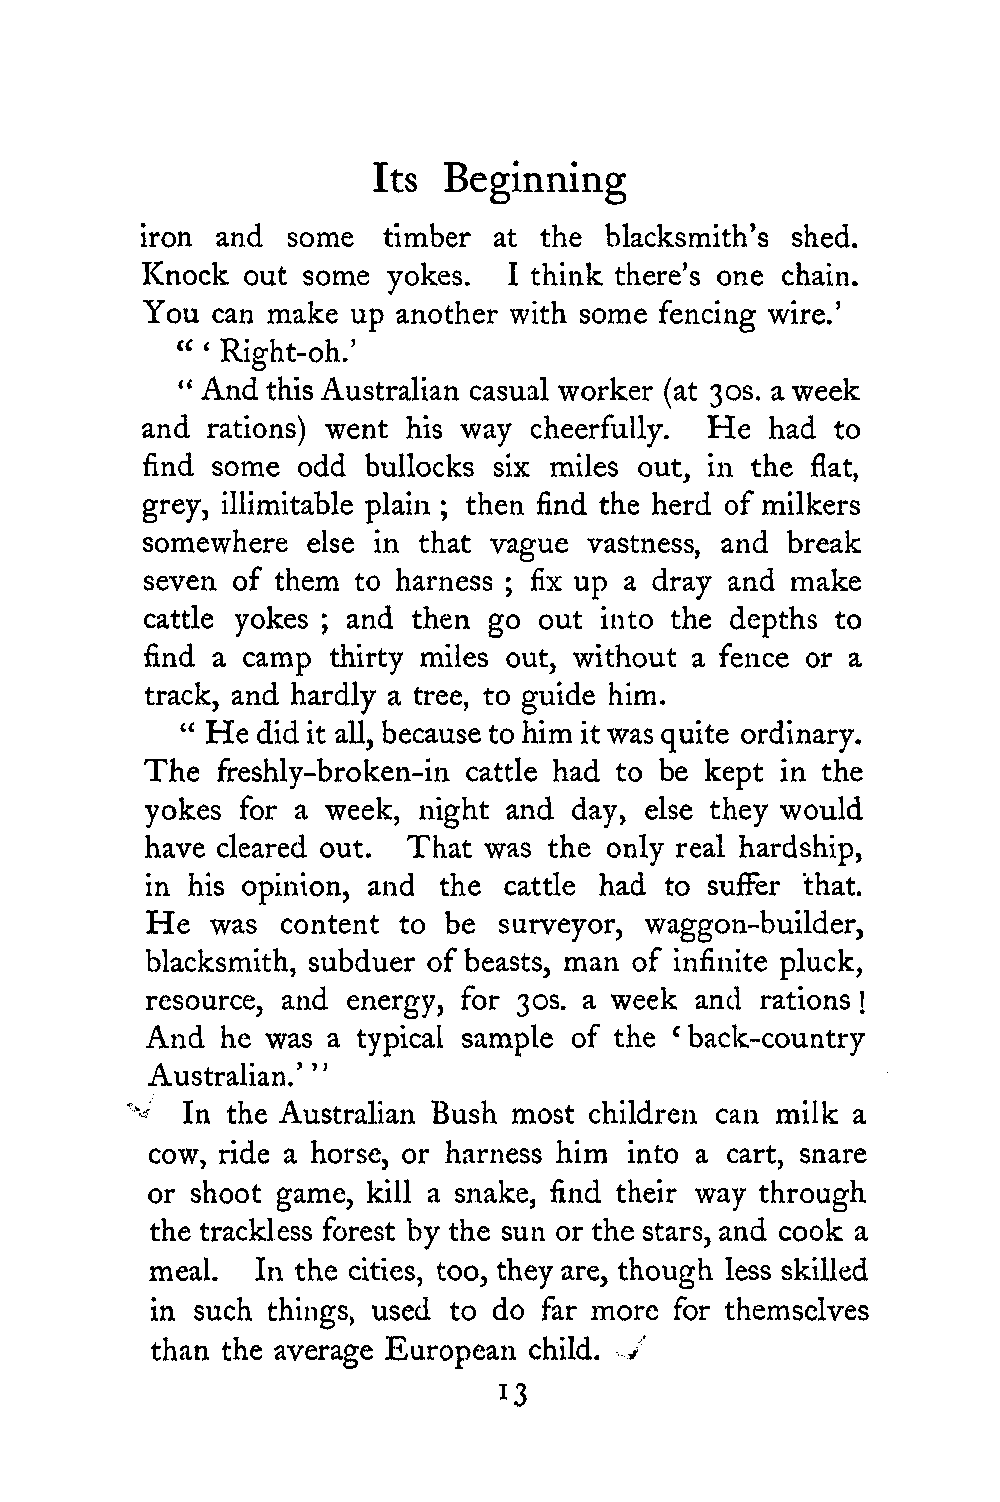 Its Beginning
iron and some timber at the blacksmith's shed.
Knock out some yokes. I think there's one chain.
You can make up another with some fencing wire.'
" ' Right-oh.'
" And this Australian casual worker (at 30s. a week
and rations) went his way cheerfully. He had to
find some odd bullocks six miles out, in the flat,
grey, illimitable plain ; then find the herd of milkers
somewhere else in that vague vastness, and break
seven of them to harness ; fix up a dray and make
cattle yokes ; and then go out into the depths to
find a camp thirty miles out, without a fence or a
track, and hardly a tree, to guide him.
" He did it all, because to him it was quite ordinary.
The freshly-broken-in cattle had to be kept in the
yokes for a week, night and day, else they would
have cleared out. That was the only real hardship,
in his opinion, and the cattle had to suffer that.
He was content to be surveyor, waggon-builder,
blacksmith, subduer of beasts, man of infinite pluck,
resource, and energy, for 30s. a week and rations !
And he was a typical sample of the ' back-country
Australian.' "
In the Australian Bush most children can milk a
cow, ride a horse, or harness him into a cart, snare
or shoot game, kill a snake, find their way through
the trackless forest by the sun or the stars, and cook a
meal. In the cities, too, they are, though less skilled
in such things, used to do far more for themselves
than the average European child.
13